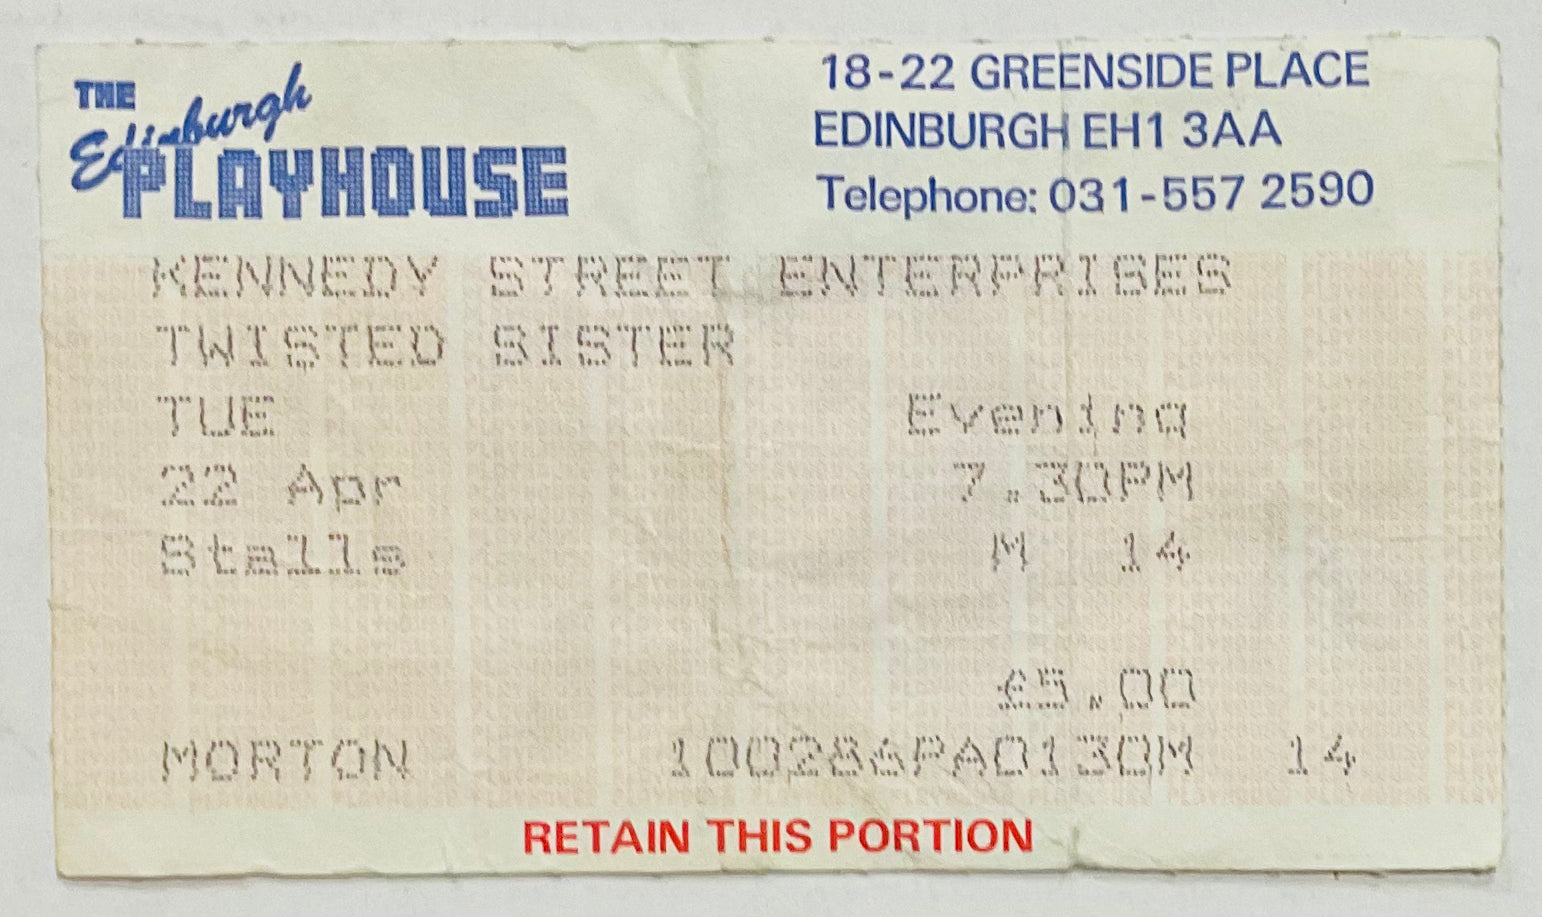 THE
Edinburgh
PLAYHOUSE
18-22 GREENSIDE PLACE
EDINBURGH EH1 3AA
Telephone: 031-557 2590
KENNEDY STREET ENTERPRISES
TWISTED SISTER
TUE Evening
22 Apr 7.30PM
Stalls M 14
£5.00
MORTON 100286PA0130M 14
RETAIN THIS PORTION